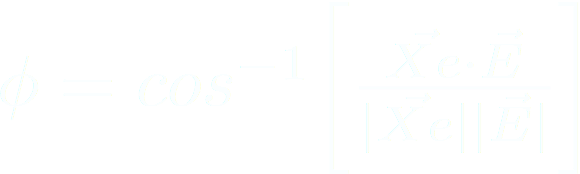 ϕ = cos⁻¹ [ (X⃗e · E⃗) / (|X⃗e||E⃗|) ]